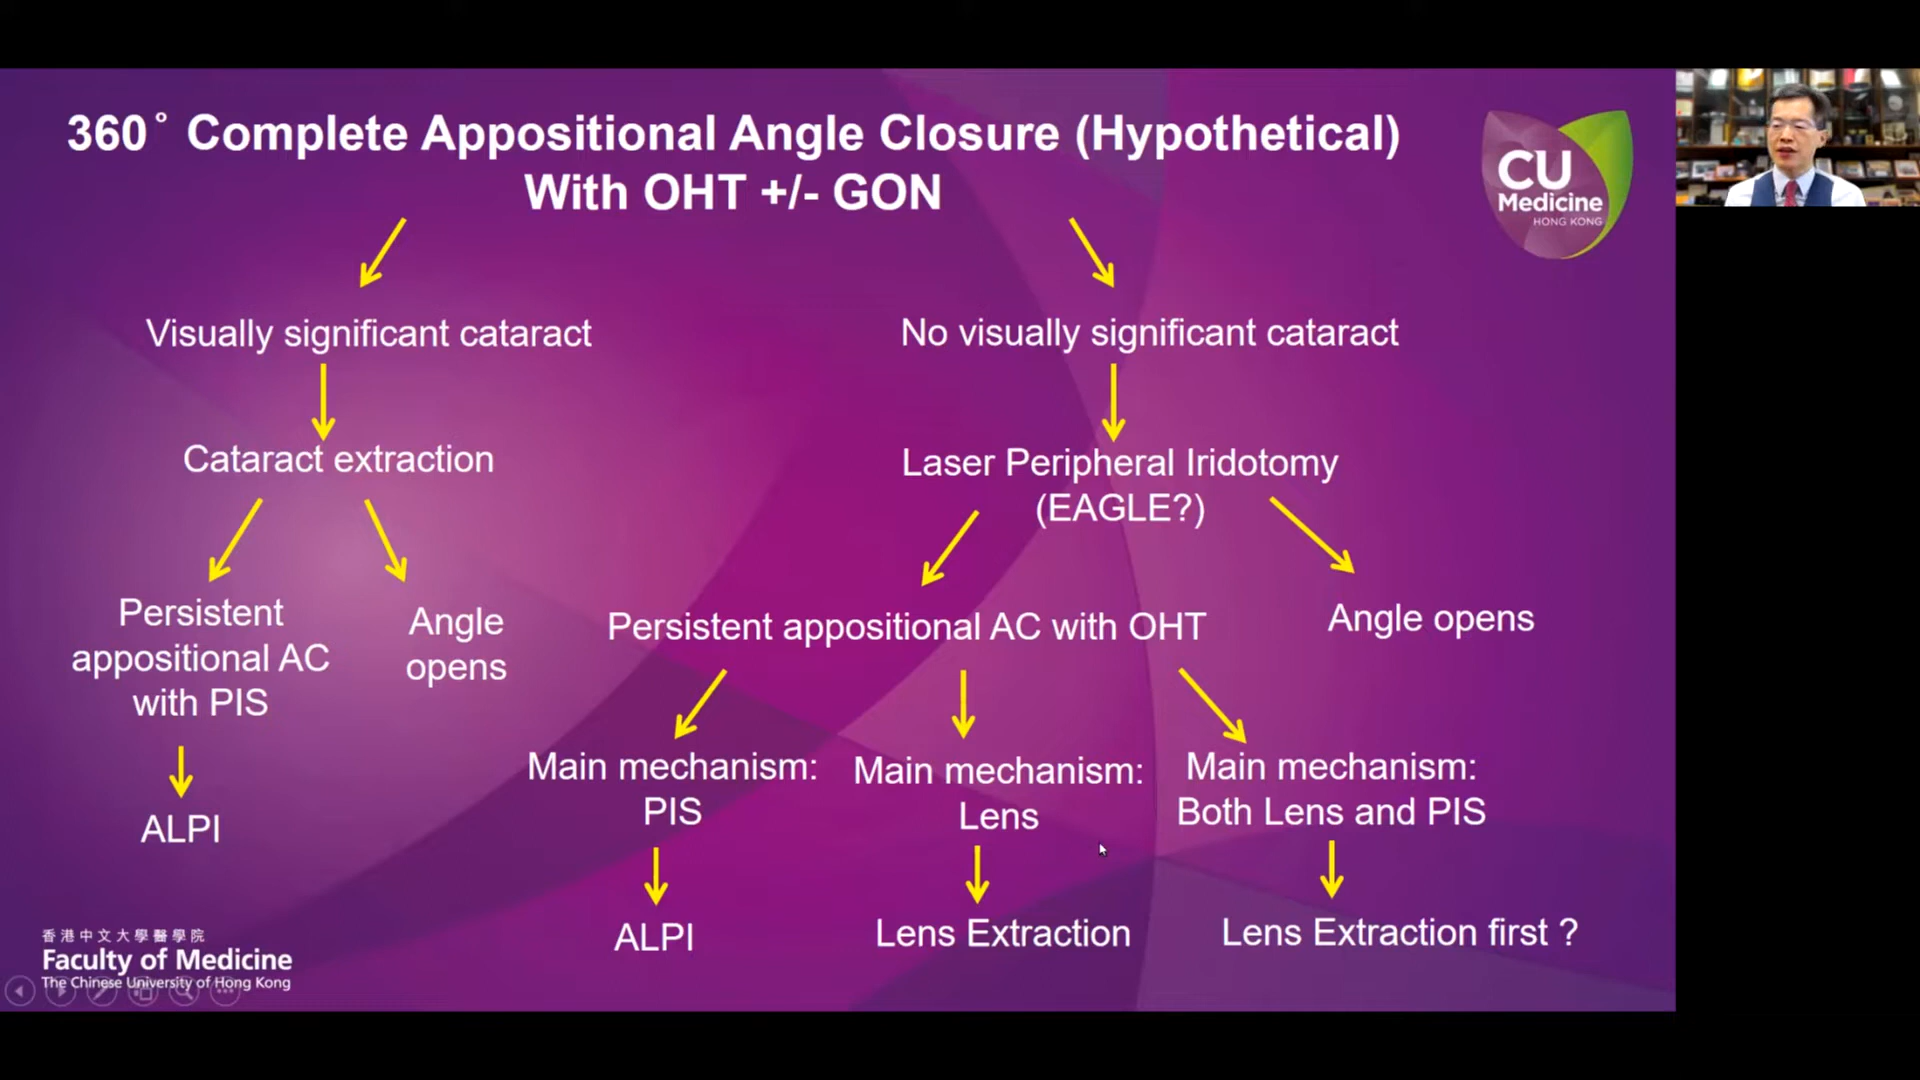 360° Complete Appositional Angle Closure (Hypothetical)
With OHT +/- GON
CU
Medicine
HONG KONG
Visually significant cataract
No visually significant cataract
Cataract extraction
Laser Peripheral Iridotomy
(EAGLE?)
Persistent
appositional AC
with PIS
Angle
opens
Persistent appositional AC with OHT
Angle opens
Main mechanism:
PIS
Main mechanism:
Lens
Main mechanism:
Both Lens and PIS
ALPI
ALPI
Lens Extraction
Lens Extraction first ?
香港中文大學醫學院
Faculty of Medicine
The Chinese University of Hong Kong